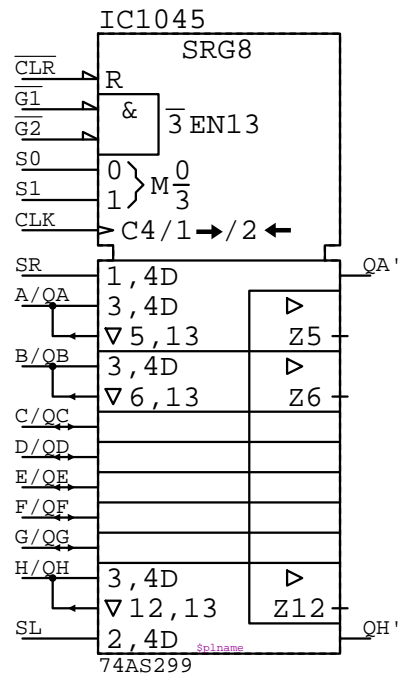 IC1045
SRG8
CLR R
G1 &
3EN13
G2
S0 0
M 0/3
S1 1
CLK C4/1→/2←
SR 1,4D QA'
A/QA 3,4D ▷
▽5,13 Z5
B/QB 3,4D ▷
▽6,13 Z6
C/QC
D/QD
E/QE
F/QF
G/QG
H/QH 3,4D ▷
▽12,13 Z12
SL 2,4D $plname QH'
74AS299